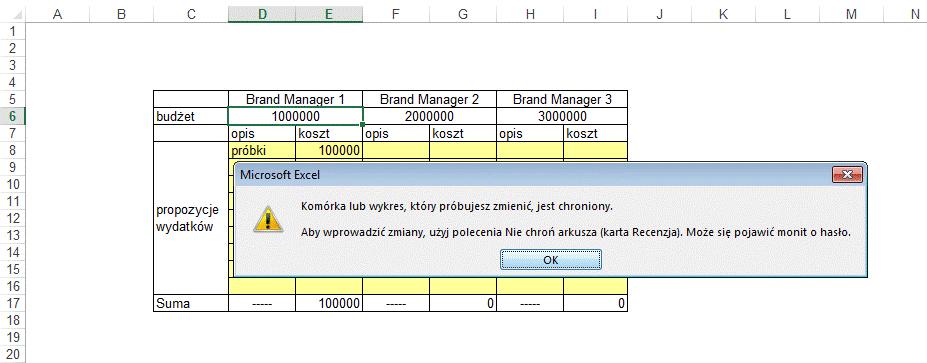 A B C D E F G H I J K L M N
1
2
3
4
5 Brand Manager 1 Brand Manager 2 Brand Manager 3
6 budżet 1000000 2000000 3000000
7 opis koszt opis koszt opis koszt
8 próbki 100000
9
Microsoft Excel
10
11
Komórka lub wykres, który próbujesz zmienić, jest chroniony.
12 propozycje
13 wydatków
Aby wprowadzić zmiany, użyj polecenia Nie chroń arkusza (karta Recenzja). Może się pojawić monit o hasło.
14
15
OK
16
17 Suma ----- 100000 ----- 0 ----- 0
18
19
20